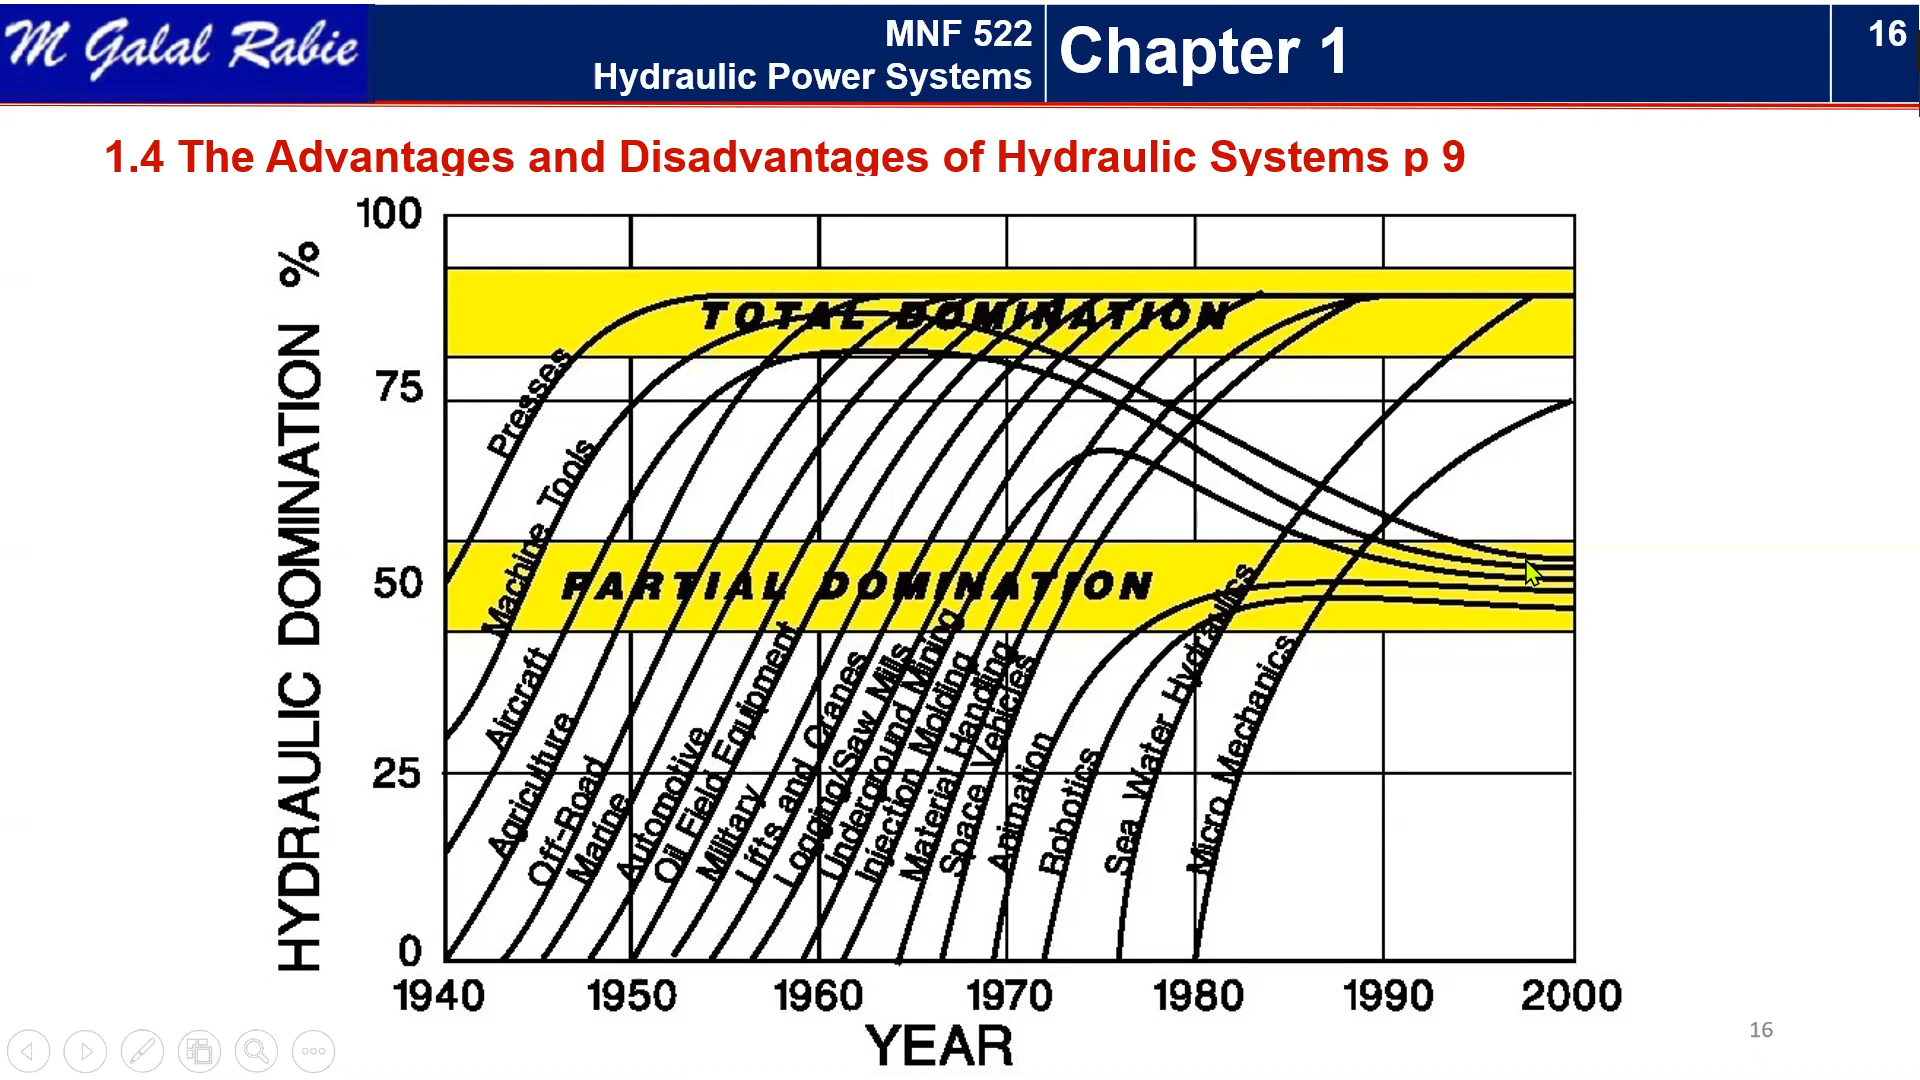 M Galal Rabie
MNF 522
Hydraulic Power Systems
Chapter 1
16
1.4 The Advantages and Disadvantages of Hydraulic Systems p 9
HYDRAULIC DOMINATION %
100
75
50
25
0
TOTAL DOMINATION
PARTIAL DOMINATION
Presses
Machine Tools
Aircraft
Agriculture
Off-Road
Marine
Automotive
Oil Field Equipment
Military
Lifts and Cranes
Logging/Saw Mills
Underground Mining
Injection Molding
Material Handling
Space Vehicles
Animation
Robotics
Sea Water Hydraulics
Micro Mechanics
1940 1950 1960 1970 1980 1990 2000
YEAR
16